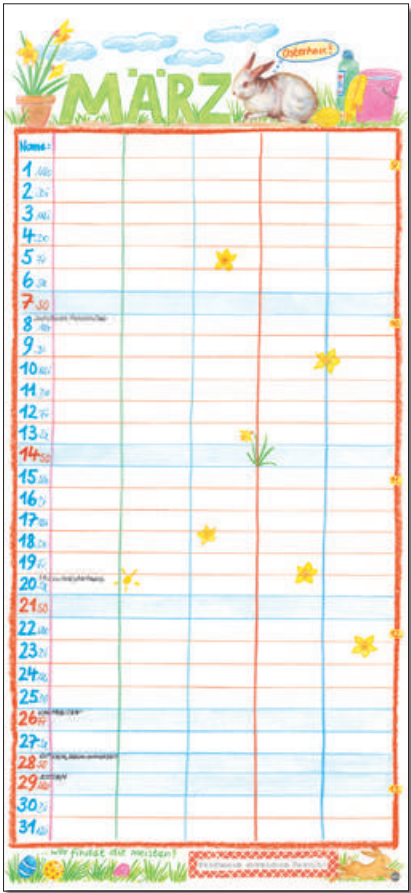 MÄRZ
Name:
1 Mo
2 Di
3 Mi
4 Do
5 Fr
6 Sa
7 SO
8 Mo
9 Di
10 Mi
11 Do
12 Fr
13 Sa
14 SO
15 Mo
16 Di
17 Mi
18 Do
19 Fr
20 Sa
21 SO
22 Mo
23 Di
24 Mi
25 Do
KARFREITAG
26 Fr
27 Sa
28 SO
OSTERN
29 Mo
30 Di
31 Mi
... wer findet die meisten?